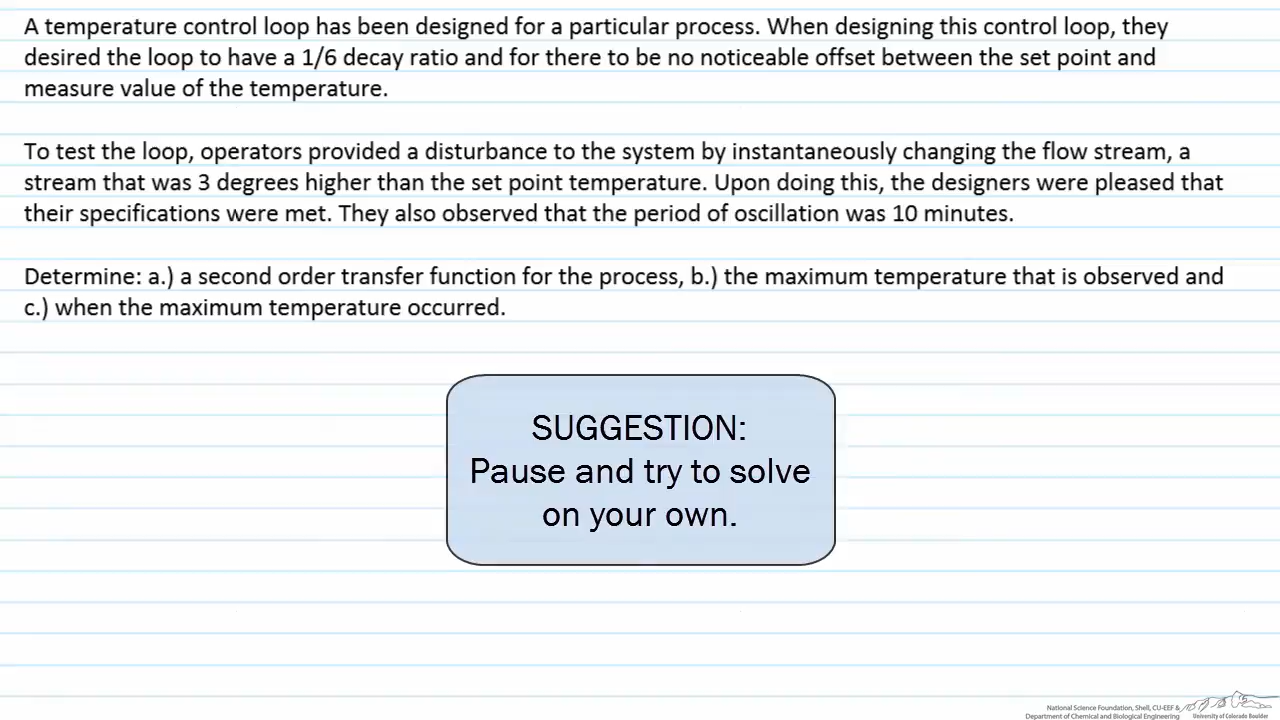 A temperature control loop has been designed for a particular process. When designing this control loop, they
desired the loop to have a 1/6 decay ratio and for there to be no noticeable offset between the set point and
measure value of the temperature.
To test the loop, operators provided a disturbance to the system by instantaneously changing the flow stream, a
stream that was 3 degrees higher than the set point temperature. Upon doing this, the designers were pleased that
their specifications were met. They also observed that the period of oscillation was 10 minutes.
Determine: a.) a second order transfer function for the process, b.) the maximum temperature that is observed and
c.) when the maximum temperature occurred.
SUGGESTION:
Pause and try to solve
on your own.
National Science Foundation, Shell, CU-EEF &
Department of Chemical and Biological Engineering
University of Colorado Boulder